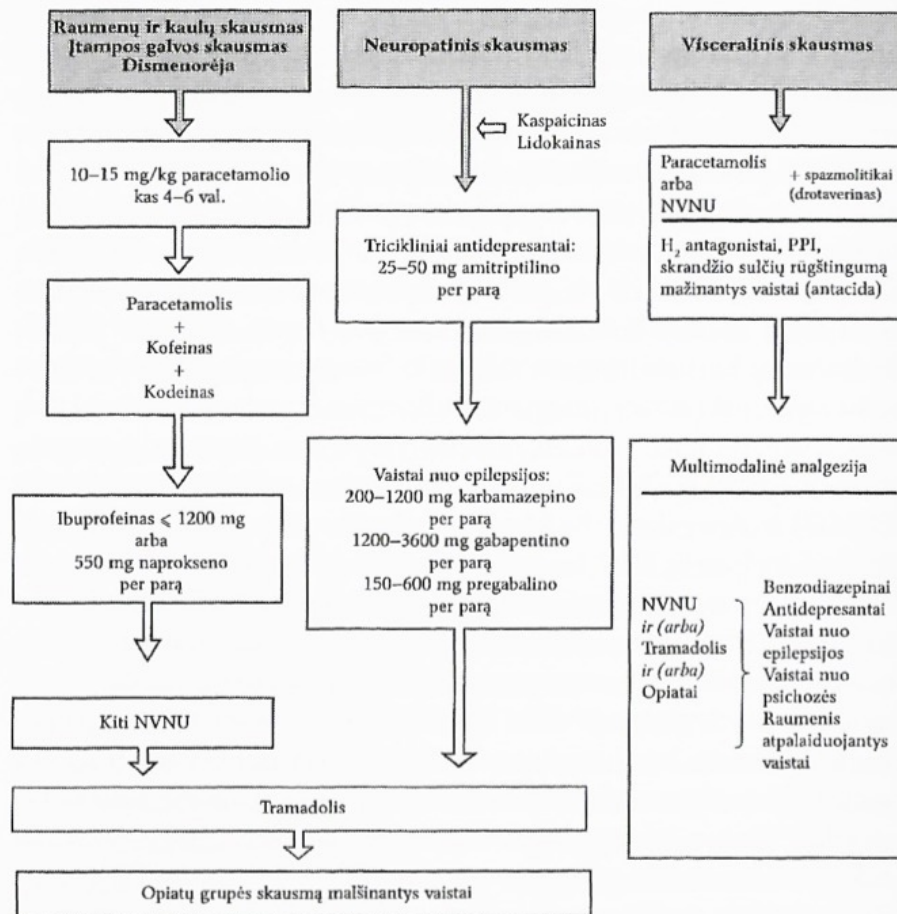 Raumenų ir kaulų skausmas
Įtampos galvos skausmas
Dismenorėja
10–15 mg/kg paracetamolio
kas 4–6 val.
Paracetamolis
+
Kofeinas
+
Kodeinas
Ibuprofeinas ⩽ 1200 mg
arba
550 mg naprokseno
per parą
Kiti NVNU
Neuropatinis skausmas
Kaspaicinas
Lidokainas
Tricikliniai antidepresantai:
25–50 mg amitriptilino
per parą
Vaistai nuo epilepsijos:
200–1200 mg karbamazepino
per parą
1200–3600 mg gabapentino
per parą
150–600 mg pregabalino
per parą
Tramadolis
Opiatų grupės skausmą malšinantys vaistai
Visceralinis skausmas
Paracetamolis
arba
NVNU
+ spazmolitikai
(drotaverinas)
H₂ antagonistai, PPI,
skrandžio sulčių rūgštingumą
mažinantys vaistai (antacida)
Multimodalinė analgezija
NVNU
ir (arba)
Tramadolis
ir (arba)
Opiatai
Benzodiazepinai
Antidepresantai
Vaistai nuo
epilepsijos
Vaistai nuo
psichozės
Raumenis
atpalaiduojantys
vaistai